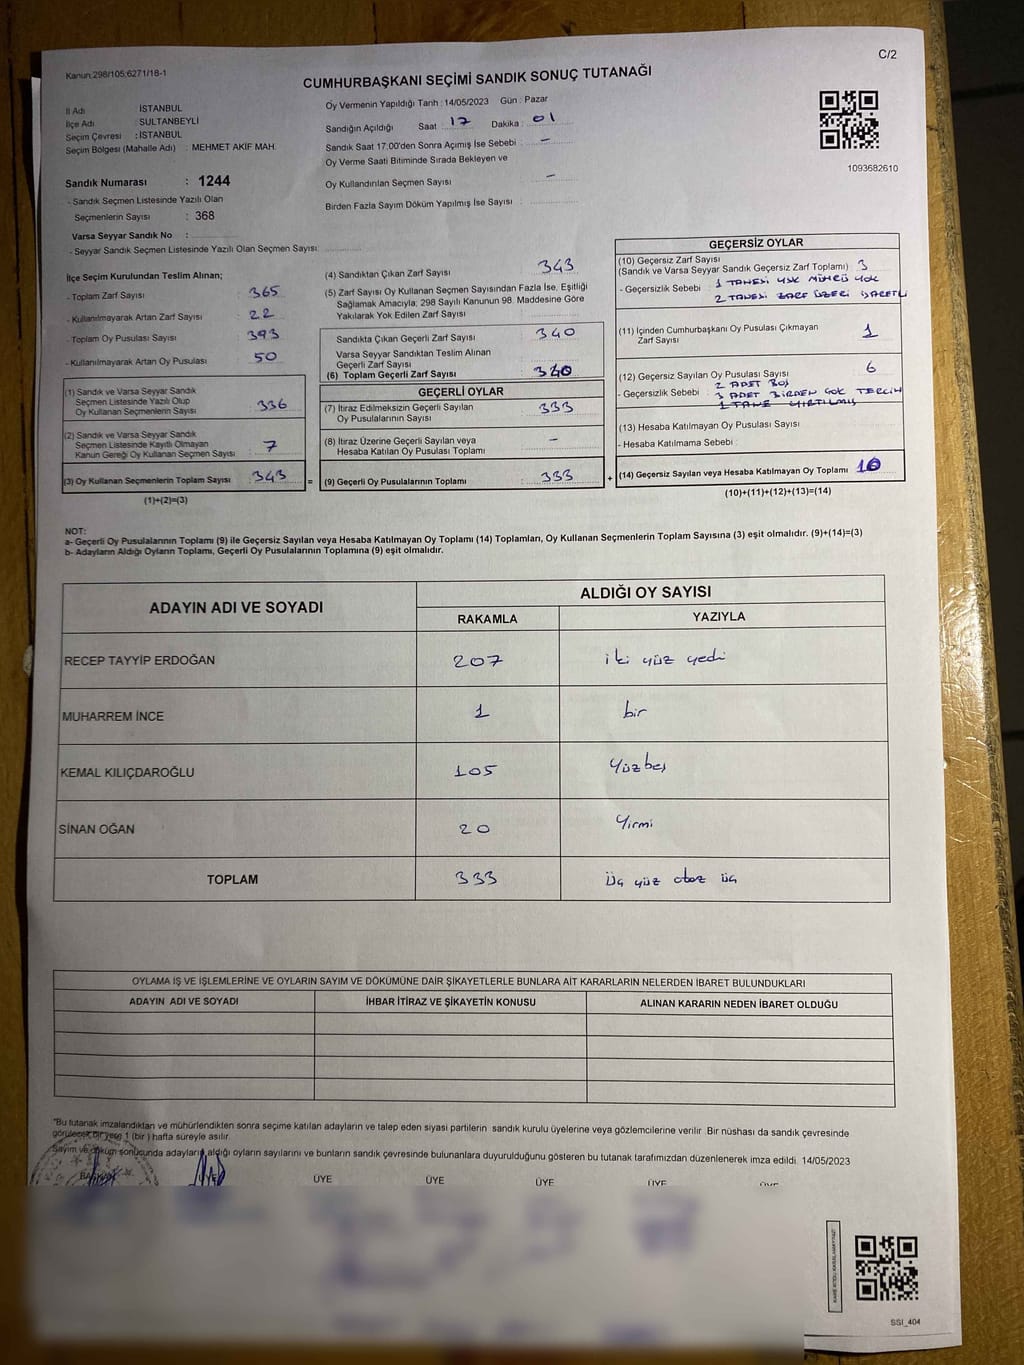 Kanun:298/105;6271/18-1
C/2
CUMHURBAŞKANI SEÇİMİ SANDIK SONUÇ TUTANAĞI
İl Adı : İSTANBUL
İlçe Adı : SULTANBEYLİ
Seçim Çevresi : İSTANBUL
Seçim Bölgesi (Mahalle Adı) : MEHMET AKİF MAH.
Sandık Numarası : 1244
- Sandık Seçmen Listesinde Yazılı Olan
Seçmenlerin Sayısı : 368
Varsa Seyyar Sandık No :
- Seyyar Sandık Seçmen Listesinde Yazılı Olan Seçmen Sayısı:
Oy Vermenin Yapıldığı Tarih : 14/05/2023 Gün : Pazar
Sandığın Açıldığı Saat : 17 Dakika : 01
Sandık Saat 17:00'den Sonra Açımış İse Sebebi : -
Oy Verme Saati Bitiminde Sırada Bekleyen ve
Oy Kullandırılan Seçmen Sayısı : -
Birden Fazla Sayım Döküm Yapılmış İse Sayısı :
1093682610
İlçe Seçim Kurulundan Teslim Alınan;
- Toplam Zarf Sayısı : 365
- Kullanılmayarak Artan Zarf Sayısı : 22
- Toplam Oy Pusulası Sayısı : 393
- Kullanılmayarak Artan Oy Pusulası : 50
(1) Sandık ve Varsa Seyyar Sandık
Seçmen Listesinde Yazılı Olup
Oy Kullanan Seçmenlerin Sayısı : 336
(2) Sandık ve Varsa Seyyar Sandık
Seçmen Listesinde Kayıtlı Olmayan
Kanun Gereği Oy Kullanan Seçmen Sayısı : 7
(3) Oy Kullanan Seçmenlerin Toplam Sayısı : 343
(1)+(2)=(3)
(4) Sandıktan Çıkan Zarf Sayısı : 343
(5) Zarf Sayısı Oy Kullanan Seçmen Sayısından Fazla İse, Eşitliği
Sağlamak Amacıyla; 298 Sayılı Kanunun 98. Maddesine Göre
Yakılarak Yok Edilen Zarf Sayısı :
Sandıkta Çıkan Geçerli Zarf Sayısı : 340
Varsa Seyyar Sandıktan Teslim Alınan
Geçerli Zarf Sayısı :
(6) Toplam Geçerli Zarf Sayısı : 340
GEÇERLİ OYLAR
(7) İtiraz Edilmeksizin Geçerli Sayılan
Oy Pusulalarının Sayısı : 333
(8) İtiraz Üzerine Geçerli Sayılan veya
Hesaba Katılan Oy Pusulası Toplamı : -
= (9) Geçerli Oy Pusulalarının Toplamı : 333 +
GEÇERSİZ OYLAR
(10) Geçersiz Zarf Sayısı
(Sandık ve Varsa Seyyar Sandık Geçersiz Zarf Toplamı) : 3
- Geçersizlik Sebebi : 1 TANESİ YSK MÜHRÜ YOK
2 TANESİ ZARF ÜZERİ İŞARETLİ
(11) İçinden Cumhurbaşkanı Oy Pusulası Çıkmayan
Zarf Sayısı : 1
(12) Geçersiz Sayılan Oy Pusulası Sayısı : 6
2 ADET BOŞ
- Geçersizlik Sebebi : 3 ADET BİRDEN ÇOK TERCİH
1 TANE YIRTILMIŞ
(13) Hesaba Katılmayan Oy Pusulası Sayısı :
- Hesaba Katılmama Sebebi :
(14) Geçersiz Sayılan veya Hesaba Katılmayan Oy Toplamı : 10
(10)+(11)+(12)+(13)=(14)
NOT:
a- Geçerli Oy Pusulalarının Toplamı (9) ile Geçersiz Sayılan veya Hesaba Katılmayan Oy Toplamı (14) Toplamları, Oy Kullanan Seçmenlerin Toplam Sayısına (3) eşit olmalıdır. (9)+(14)=(3)
b- Adayların Aldığı Oyların Toplamı, Geçerli Oy Pusulalarının Toplamına (9) eşit olmalıdır.
ADAYIN ADI VE SOYADI
ALDIĞI OY SAYISI
RAKAMLA YAZIYLA
RECEP TAYYİP ERDOĞAN 207 iki yüz yedi
MUHARREM İNCE 1 bir
KEMAL KILIÇDAROĞLU 105 Yüzbeş
SİNAN OĞAN 20 Yirmi
TOPLAM 333 üç yüz otuz üç
OYLAMA İŞ VE İŞLEMLERİNE VE OYLARIN SAYIM VE DÖKÜMÜNE DAİR ŞİKAYETLERLE BUNLARA AİT KARARLARIN NELERDEN İBARET BULUNDUKLARI
ADAYIN ADI VE SOYADI İHBAR İTİRAZ VE ŞİKAYETİN KONUSU ALINAN KARARIN NEDEN İBARET OLDUĞU
*Bu tutanak imzalandıktan ve mühürlendikten sonra seçime katılan adayların ve talep eden siyasi partilerin sandık kurulu üyelerine veya gözlemcilerine verilir. Bir nüshası da sandık çevresinde
görülecek bir yere 1 (bir ) hafta süreyle asılır.
Sayım ve döküm sonucunda adayların aldığı oyların sayılarını ve bunların sandık çevresinde bulunanlara duyurulduğunu gösteren bu tutanak tarafımızdan düzenlenerek imza edildi. 14/05/2023
BAŞKAN ÜYE ÜYE ÜYE ÜYE ÜYE
SSI_404